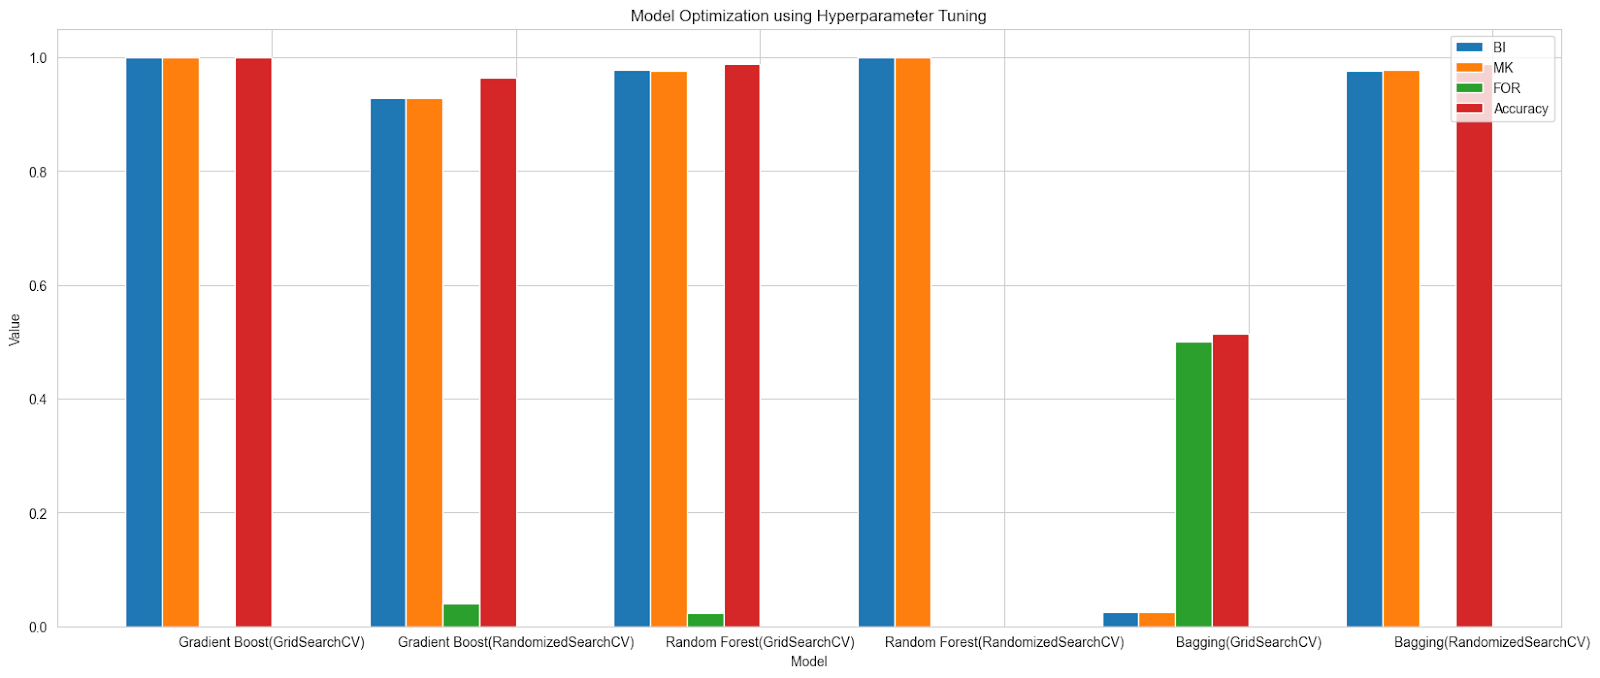 Model Optimization using Hyperparameter Tuning
BI
MK
FOR
Accuracy
1.0
0.8
0.6
0.4
0.2
0.0
Value
Gradient Boost(GridSearchCV)
Gradient Boost(RandomizedSearchCV)
Random Forest(GridSearchCV)
Random Forest(RandomizedSearchCV)
Bagging(GridSearchCV)
Bagging(RandomizedSearchCV)
Model